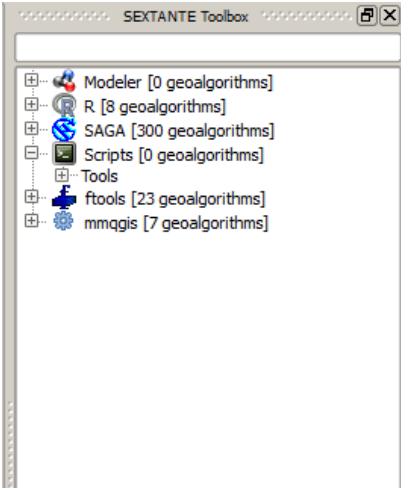 SEXTANTE Toolbox
Modeler [0 geoalgorithms]
R [8 geoalgorithms]
SAGA [300 geoalgorithms]
Scripts [0 geoalgorithms]
Tools
ftools [23 geoalgorithms]
mmqgis [7 geoalgorithms]